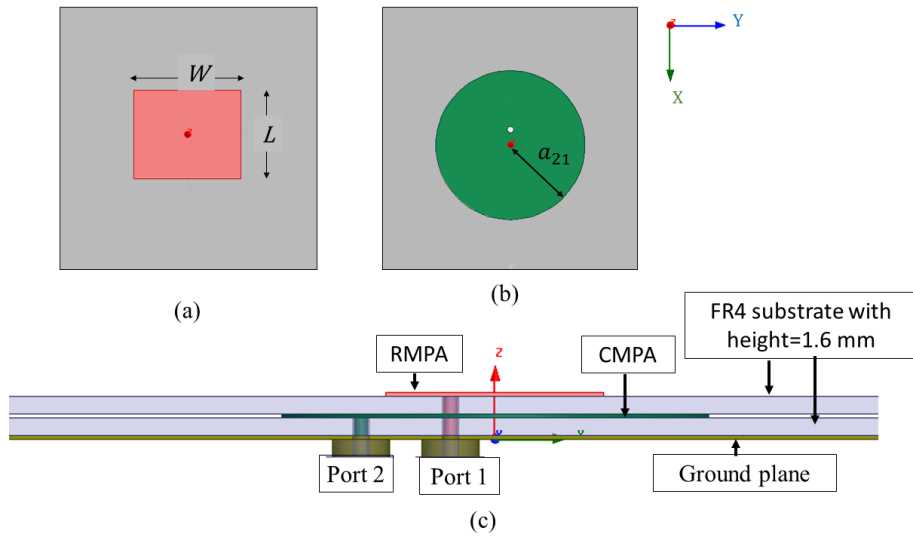 W
L
(a)
a21
(b)
Y
X
FR4 substrate with
height=1.6 mm
RMPA
z
CMPA
Port 2
Port 1
Ground plane
(c)